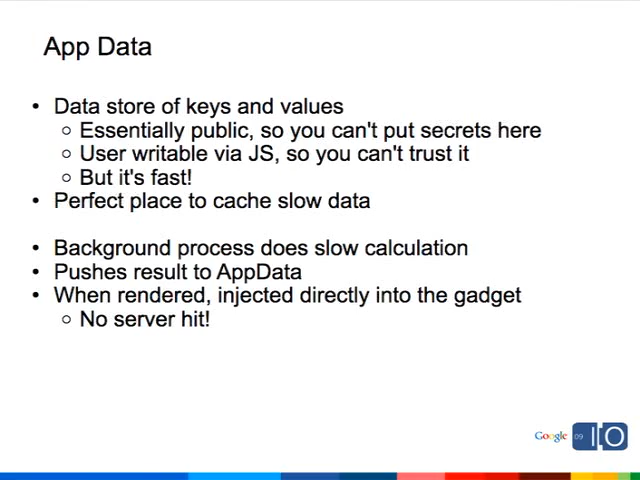 App Data
• Data store of keys and values
○ Essentially public, so you can't put secrets here
○ User writable via JS, so you can't trust it
○ But it's fast!
• Perfect place to cache slow data
• Background process does slow calculation
• Pushes result to AppData
• When rendered, injected directly into the gadget
○ No server hit!
Google 09 IO